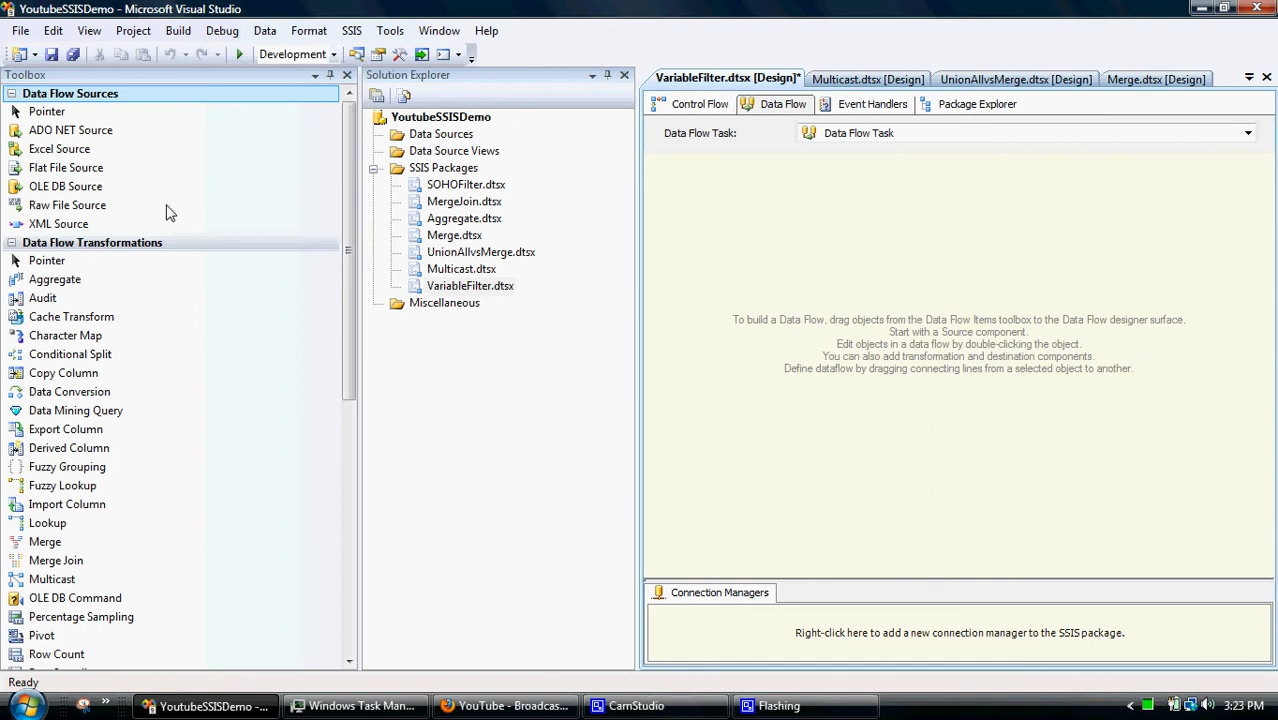 YoutubeSSISDemo - Microsoft Visual Studio
File Edit View Project Build Debug Data Format SSIS Tools Window Help
Development
Toolbox
Data Flow Sources
Pointer
ADO NET Source
Excel Source
Flat File Source
OLE DB Source
Raw File Source
XML Source
Data Flow Transformations
Pointer
Aggregate
Audit
Cache Transform
Character Map
Conditional Split
Copy Column
Data Conversion
Data Mining Query
Export Column
Derived Column
Fuzzy Grouping
Fuzzy Lookup
Import Column
Lookup
Merge
Merge Join
Multicast
OLE DB Command
Percentage Sampling
Pivot
Row Count
Solution Explorer
YoutubeSSISDemo
Data Sources
Data Source Views
SSIS Packages
SOHOFilter.dtsx
MergeJoin.dtsx
Aggregate.dtsx
Merge.dtsx
UnionAllvsMerge.dtsx
Multicast.dtsx
VariableFilter.dtsx
Miscellaneous
VariableFilter.dtsx [Design]* Multicast.dtsx [Design] UnionAllvsMerge.dtsx [Design] Merge.dtsx [Design]
Control Flow Data Flow Event Handlers Package Explorer
Data Flow Task: Data Flow Task
To build a Data Flow, drag objects from the Data Flow Items toolbox to the Data Flow designer surface.
Start with a Source component.
Edit objects in a data flow by double-clicking the object.
You can also add transformation and destination components.
Define dataflow by dragging connecting lines from a selected object to another.
Connection Managers
Right-click here to add a new connection manager to the SSIS package.
Ready
YoutubeSSISDemo -... Windows Task Man... YouTube - Broadcas... CamStudio Flashing 3:23 PM